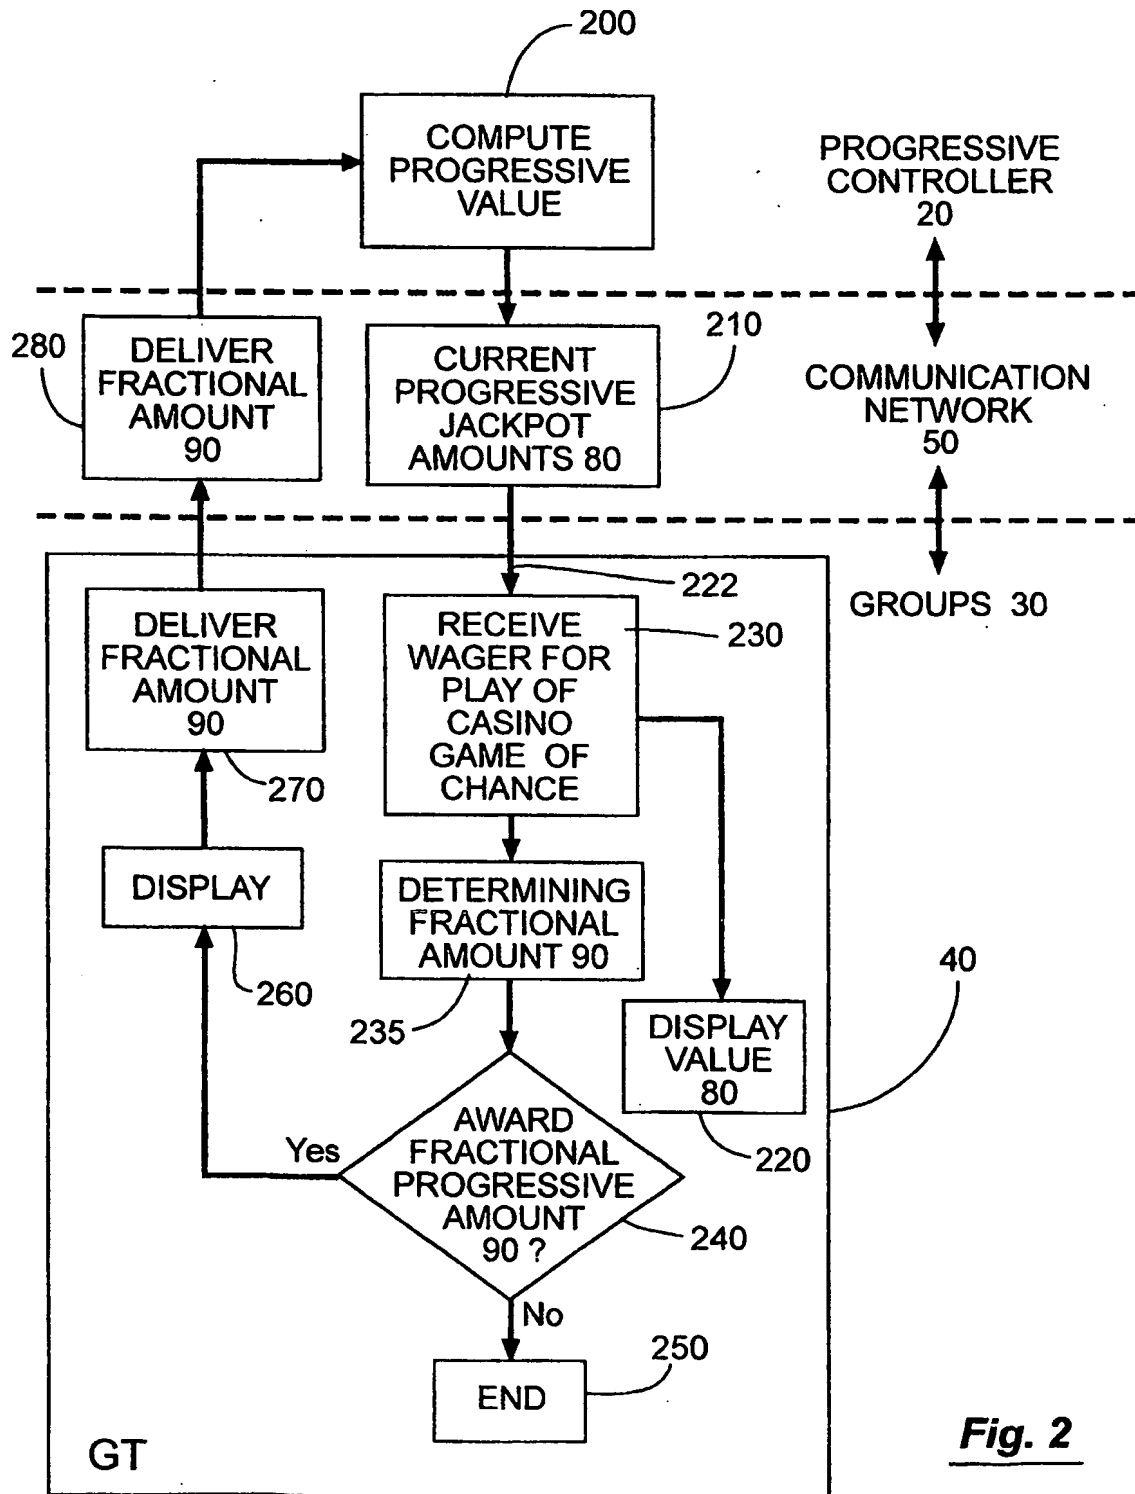 200
COMPUTE
PROGRESSIVE
VALUE
PROGRESSIVE
CONTROLLER
20
280
DELIVER
FRACTIONAL
AMOUNT
90
CURRENT
PROGRESSIVE
JACKPOT
AMOUNTS 80
210
COMMUNICATION
NETWORK
50
222
GROUPS 30
DELIVER
FRACTIONAL
AMOUNT
90
270
RECEIVE
WAGER FOR
PLAY OF
CASINO
GAME OF
CHANCE
230
DISPLAY
260
DETERMINING
FRACTIONAL
AMOUNT 90
235
DISPLAY
VALUE
80
220
40
Yes
AWARD
FRACTIONAL
PROGRESSIVE
AMOUNT
90 ?
240
No
END
250
GT
Fig. 2